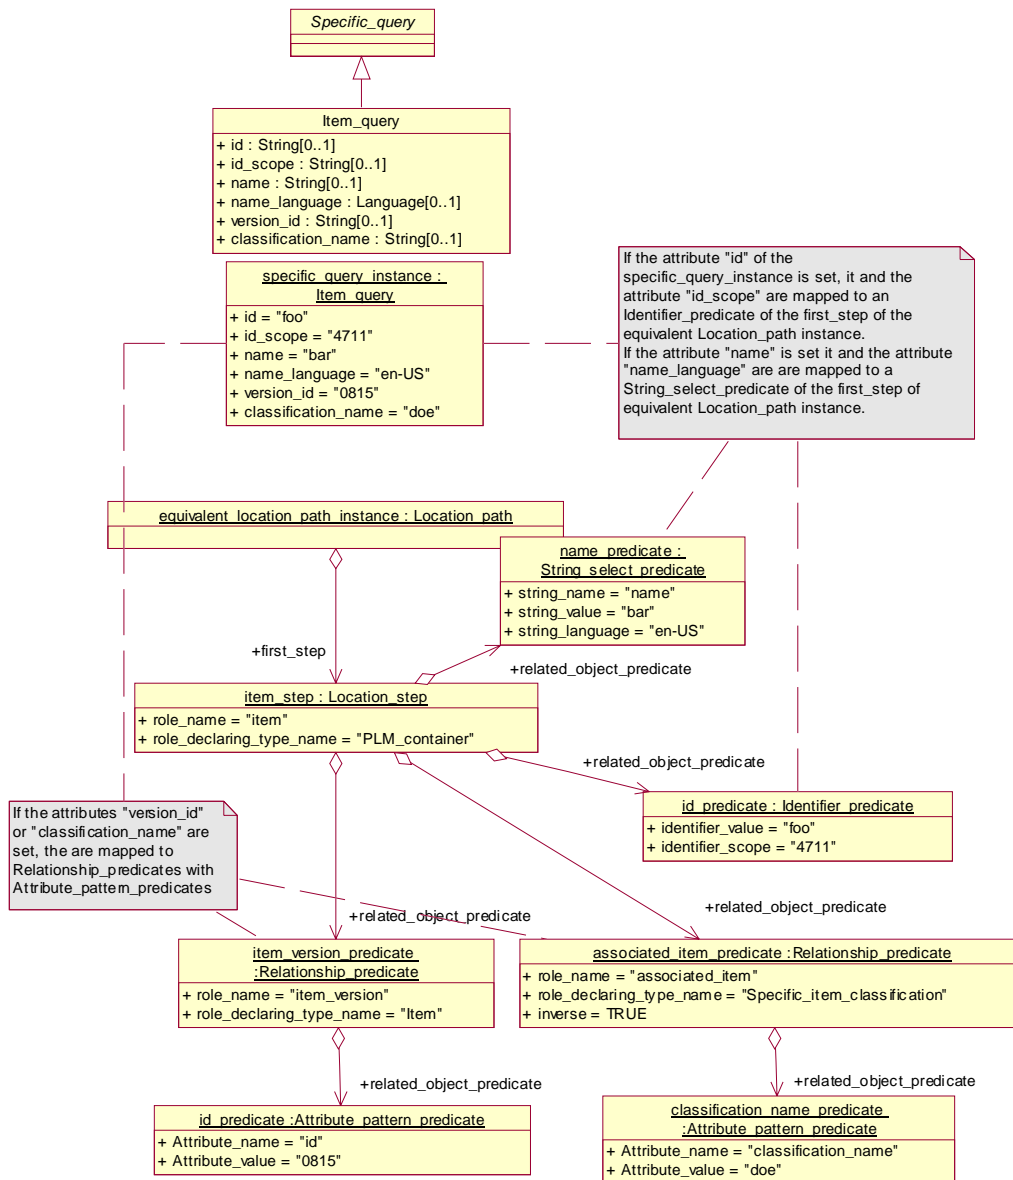 Specific_query
Item_query
+ id : String[0..1]
+ id_scope : String[0..1]
+ name : String[0..1]
+ name_language : Language[0..1]
+ version_id : String[0..1]
+ classification_name : String[0..1]
specific_query_instance :
Item_query
+ id = "foo"
+ id_scope = "4711"
+ name = "bar"
+ name_language = "en-US"
+ version_id = "0815"
+ classification_name = "doe"
If the attribute "id" of the
specific_query_instance is set, it and the
attribute "id_scope" are mapped to an
Identifier_predicate of the first_step of the
equivalent Location_path instance.
If the attribute "name" is set it and the attribute
"name_language" are are mapped to a
String_select_predicate of the first_step of
equivalent Location_path instance.
equivalent_location_path_instance : Location_path
name_predicate :
String_select_predicate
+ string_name = "name"
+ string_value = "bar"
+ string_language = "en-US"
+first_step
+related_object_predicate
item_step : Location_step
+ role_name = "item"
+ role_declaring_type_name = "PLM_container"
+related_object_predicate
id_predicate : Identifier_predicate
+ identifier_value = "foo"
+ identifier_scope = "4711"
If the attributes "version_id"
or "classification_name" are
set, the are mapped to
Relationship_predicates with
Attribute_pattern_predicates
+related_object_predicate
+related_object_predicate
item_version_predicate
:Relationship_predicate
+ role_name = "item_version"
+ role_declaring_type_name = "Item"
associated_item_predicate :Relationship_predicate
+ role_name = "associated_item"
+ role_declaring_type_name = "Specific_item_classification"
+ inverse = TRUE
+related_object_predicate
+related_object_predicate
id_predicate :Attribute_pattern_predicate
+ Attribute_name = "id"
+ Attribute_value = "0815"
classification_name_predicate
:Attribute_pattern_predicate
+ Attribute_name = "classification_name"
+ Attribute_value = "doe"